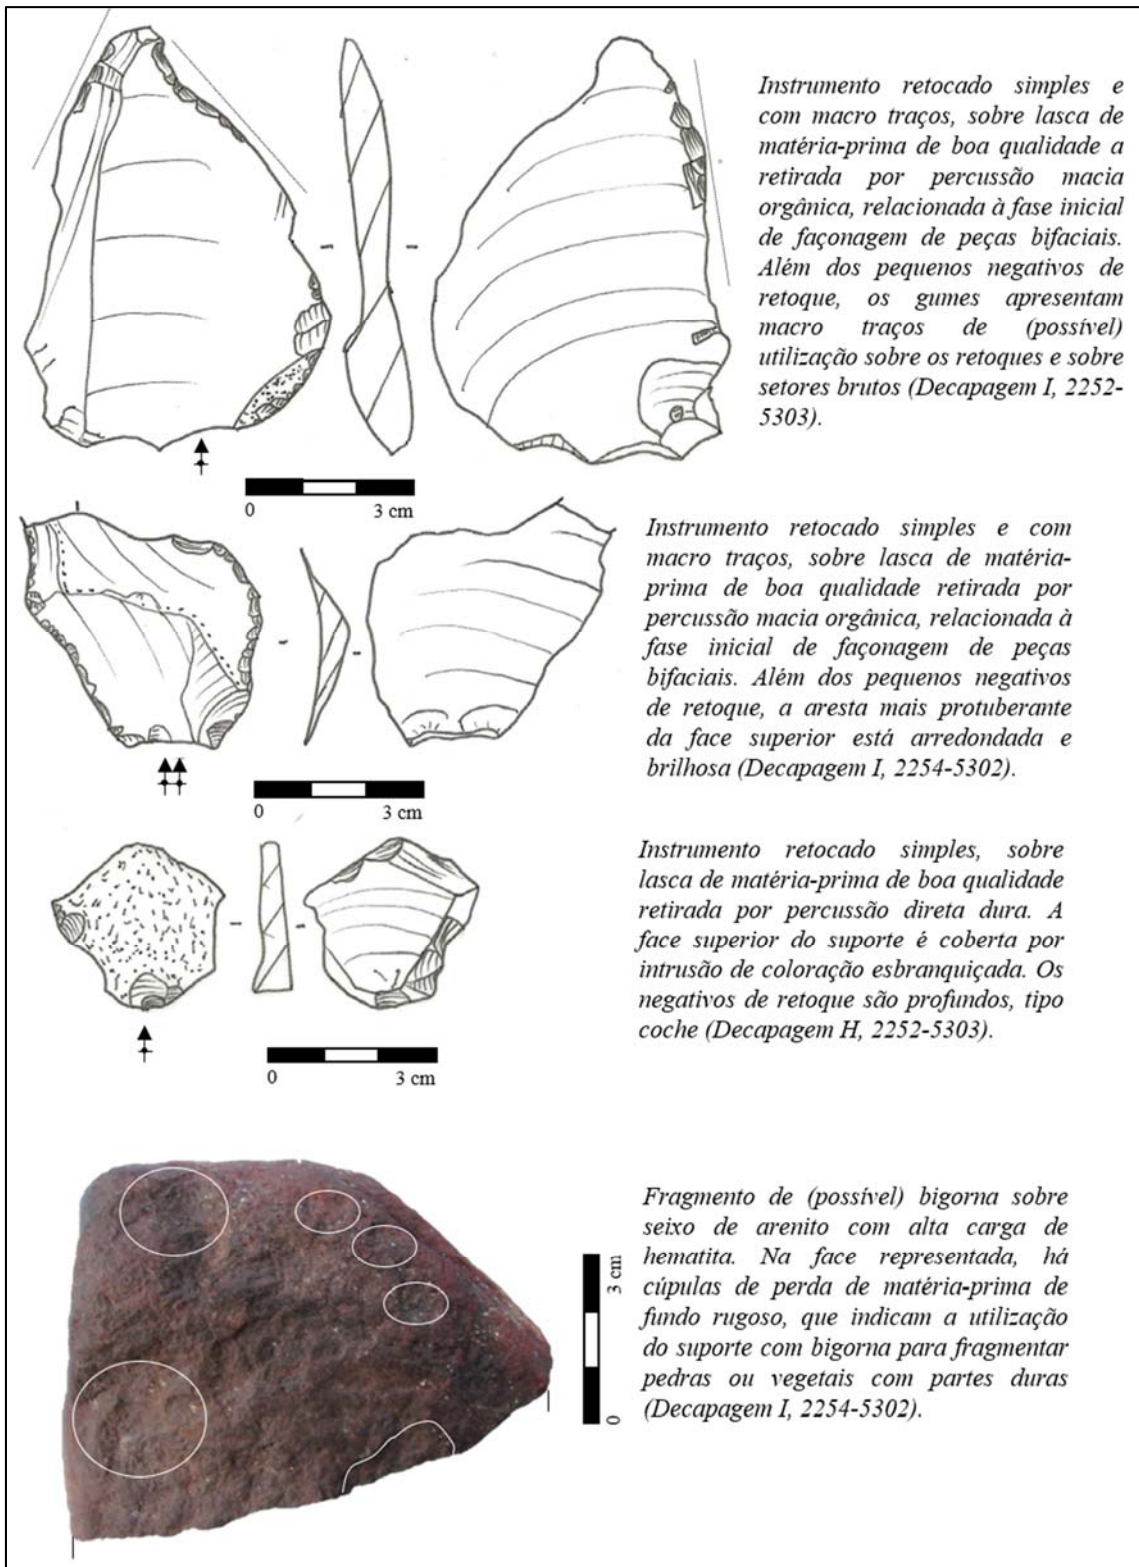 Instrumento retocado simples e
com macro traços, sobre lasca de
matéria-prima de boa qualidade a
retirada por percussão macia
orgânica, relacionada à fase inicial
de façonagem de peças bifaciais.
Além dos pequenos negativos de
retoque, os gumes apresentam
macro traços de (possível)
utilização sobre os retoques e sobre
setores brutos (Decapagem I, 2252-
5303).
0 3 cm
Instrumento retocado simples e com
macro traços, sobre lasca de matéria-
prima de boa qualidade retirada por
percussão macia orgânica, relacionada à
fase inicial de façonagem de peças
bifaciais. Além dos pequenos negativos
de retoque, a aresta mais protuberante
da face superior está arredondada e
brilhosa (Decapagem I, 2254-5302).
0 3 cm
Instrumento retocado simples, sobre
lasca de matéria-prima de boa qualidade
retirada por percussão direta dura. A
face superior do suporte é coberta por
intrusão de coloração esbranquiçada. Os
negativos de retoque são profundos, tipo
coche (Decapagem H, 2252-5303).
0 3 cm
Fragmento de (possível) bigorna sobre
seixo de arenito com alta carga de
hematita. Na face representada, há
cúpulas de perda de matéria-prima de
fundo rugoso, que indicam a utilização
do suporte com bigorna para fragmentar
pedras ou vegetais com partes duras
(Decapagem I, 2254-5302).
0 3 cm